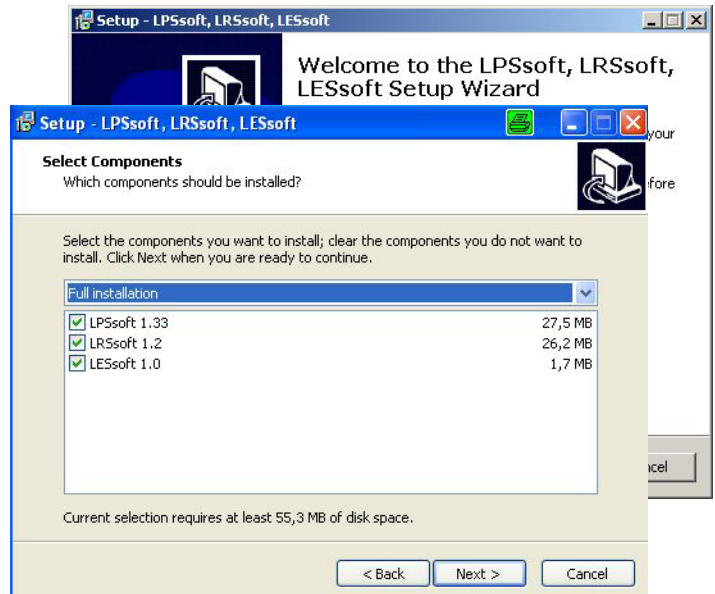 Setup - LPSsoft, LRSsoft, LESsoft
Welcome to the LPSsoft, LRSsoft,
LESsoft Setup Wizard
your
fore
ncel
Setup - LPSsoft, LRSsoft, LESsoft
Select Components
Which components should be installed?
Select the components you want to install; clear the components you do not want to
install. Click Next when you are ready to continue.
Full installation
LPSsoft 1.33 27,5 MB
LRSsoft 1.2 26,2 MB
LESsoft 1.0 1,7 MB
Current selection requires at least 55,3 MB of disk space.
< Back Next > Cancel